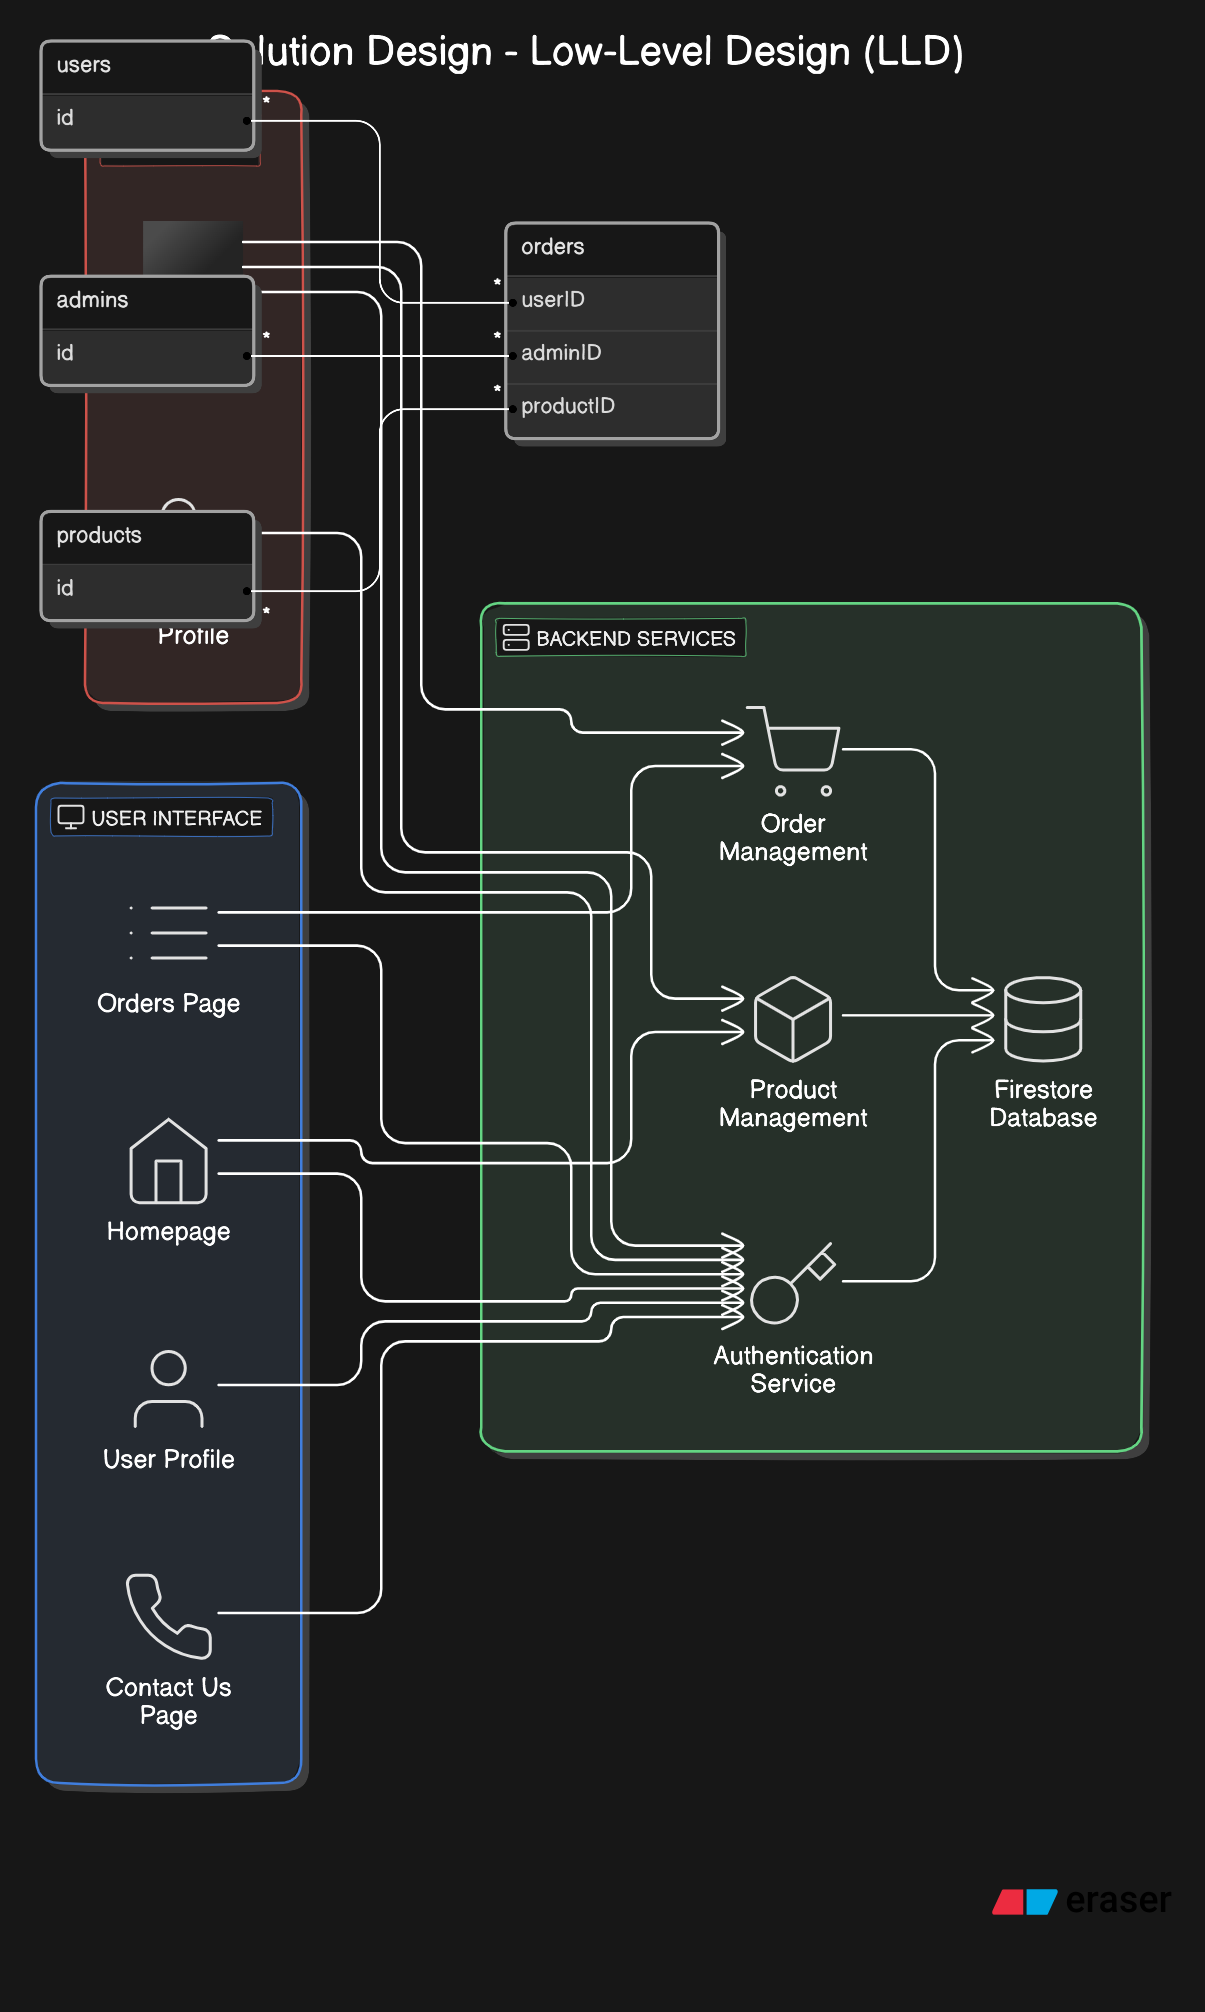 Solution Design - Low-Level Design (LLD)
users
id
*
admins
id
*
products
id
*
Profile
orders
* userID
* adminID
* productID
BACKEND SERVICES
Order
Management
Product
Management
Firestore
Database
Authentication
Service
USER INTERFACE
Orders Page
Homepage
User Profile
Contact Us
Page
eraser